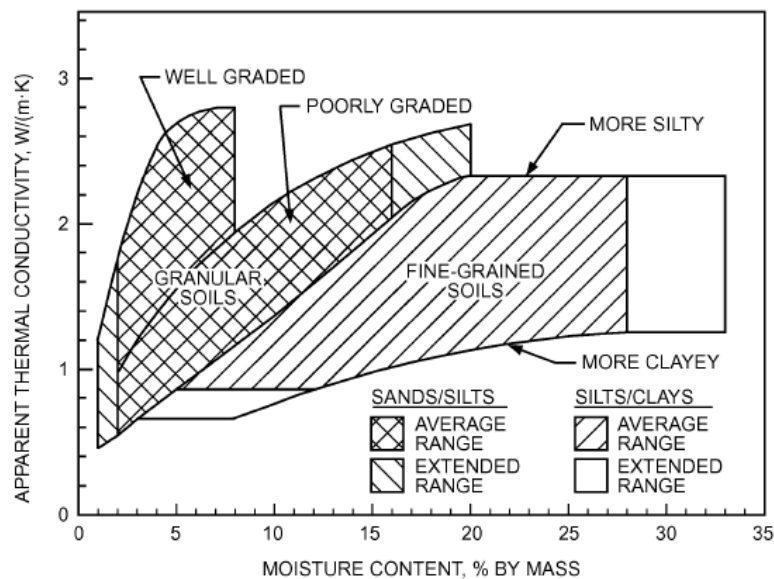 APPARENT THERMAL CONDUCTIVITY, W/(m·K)
3
2
1
0
WELL GRADED
POORLY GRADED
MORE SILTY
GRANULAR
SOILS
FINE-GRAINED
SOILS
MORE CLAYEY
SANDS/SILTS
AVERAGE
RANGE
EXTENDED
RANGE
SILTS/CLAYS
AVERAGE
RANGE
EXTENDED
RANGE
0 5 10 15 20 25 30 35
MOISTURE CONTENT, % BY MASS